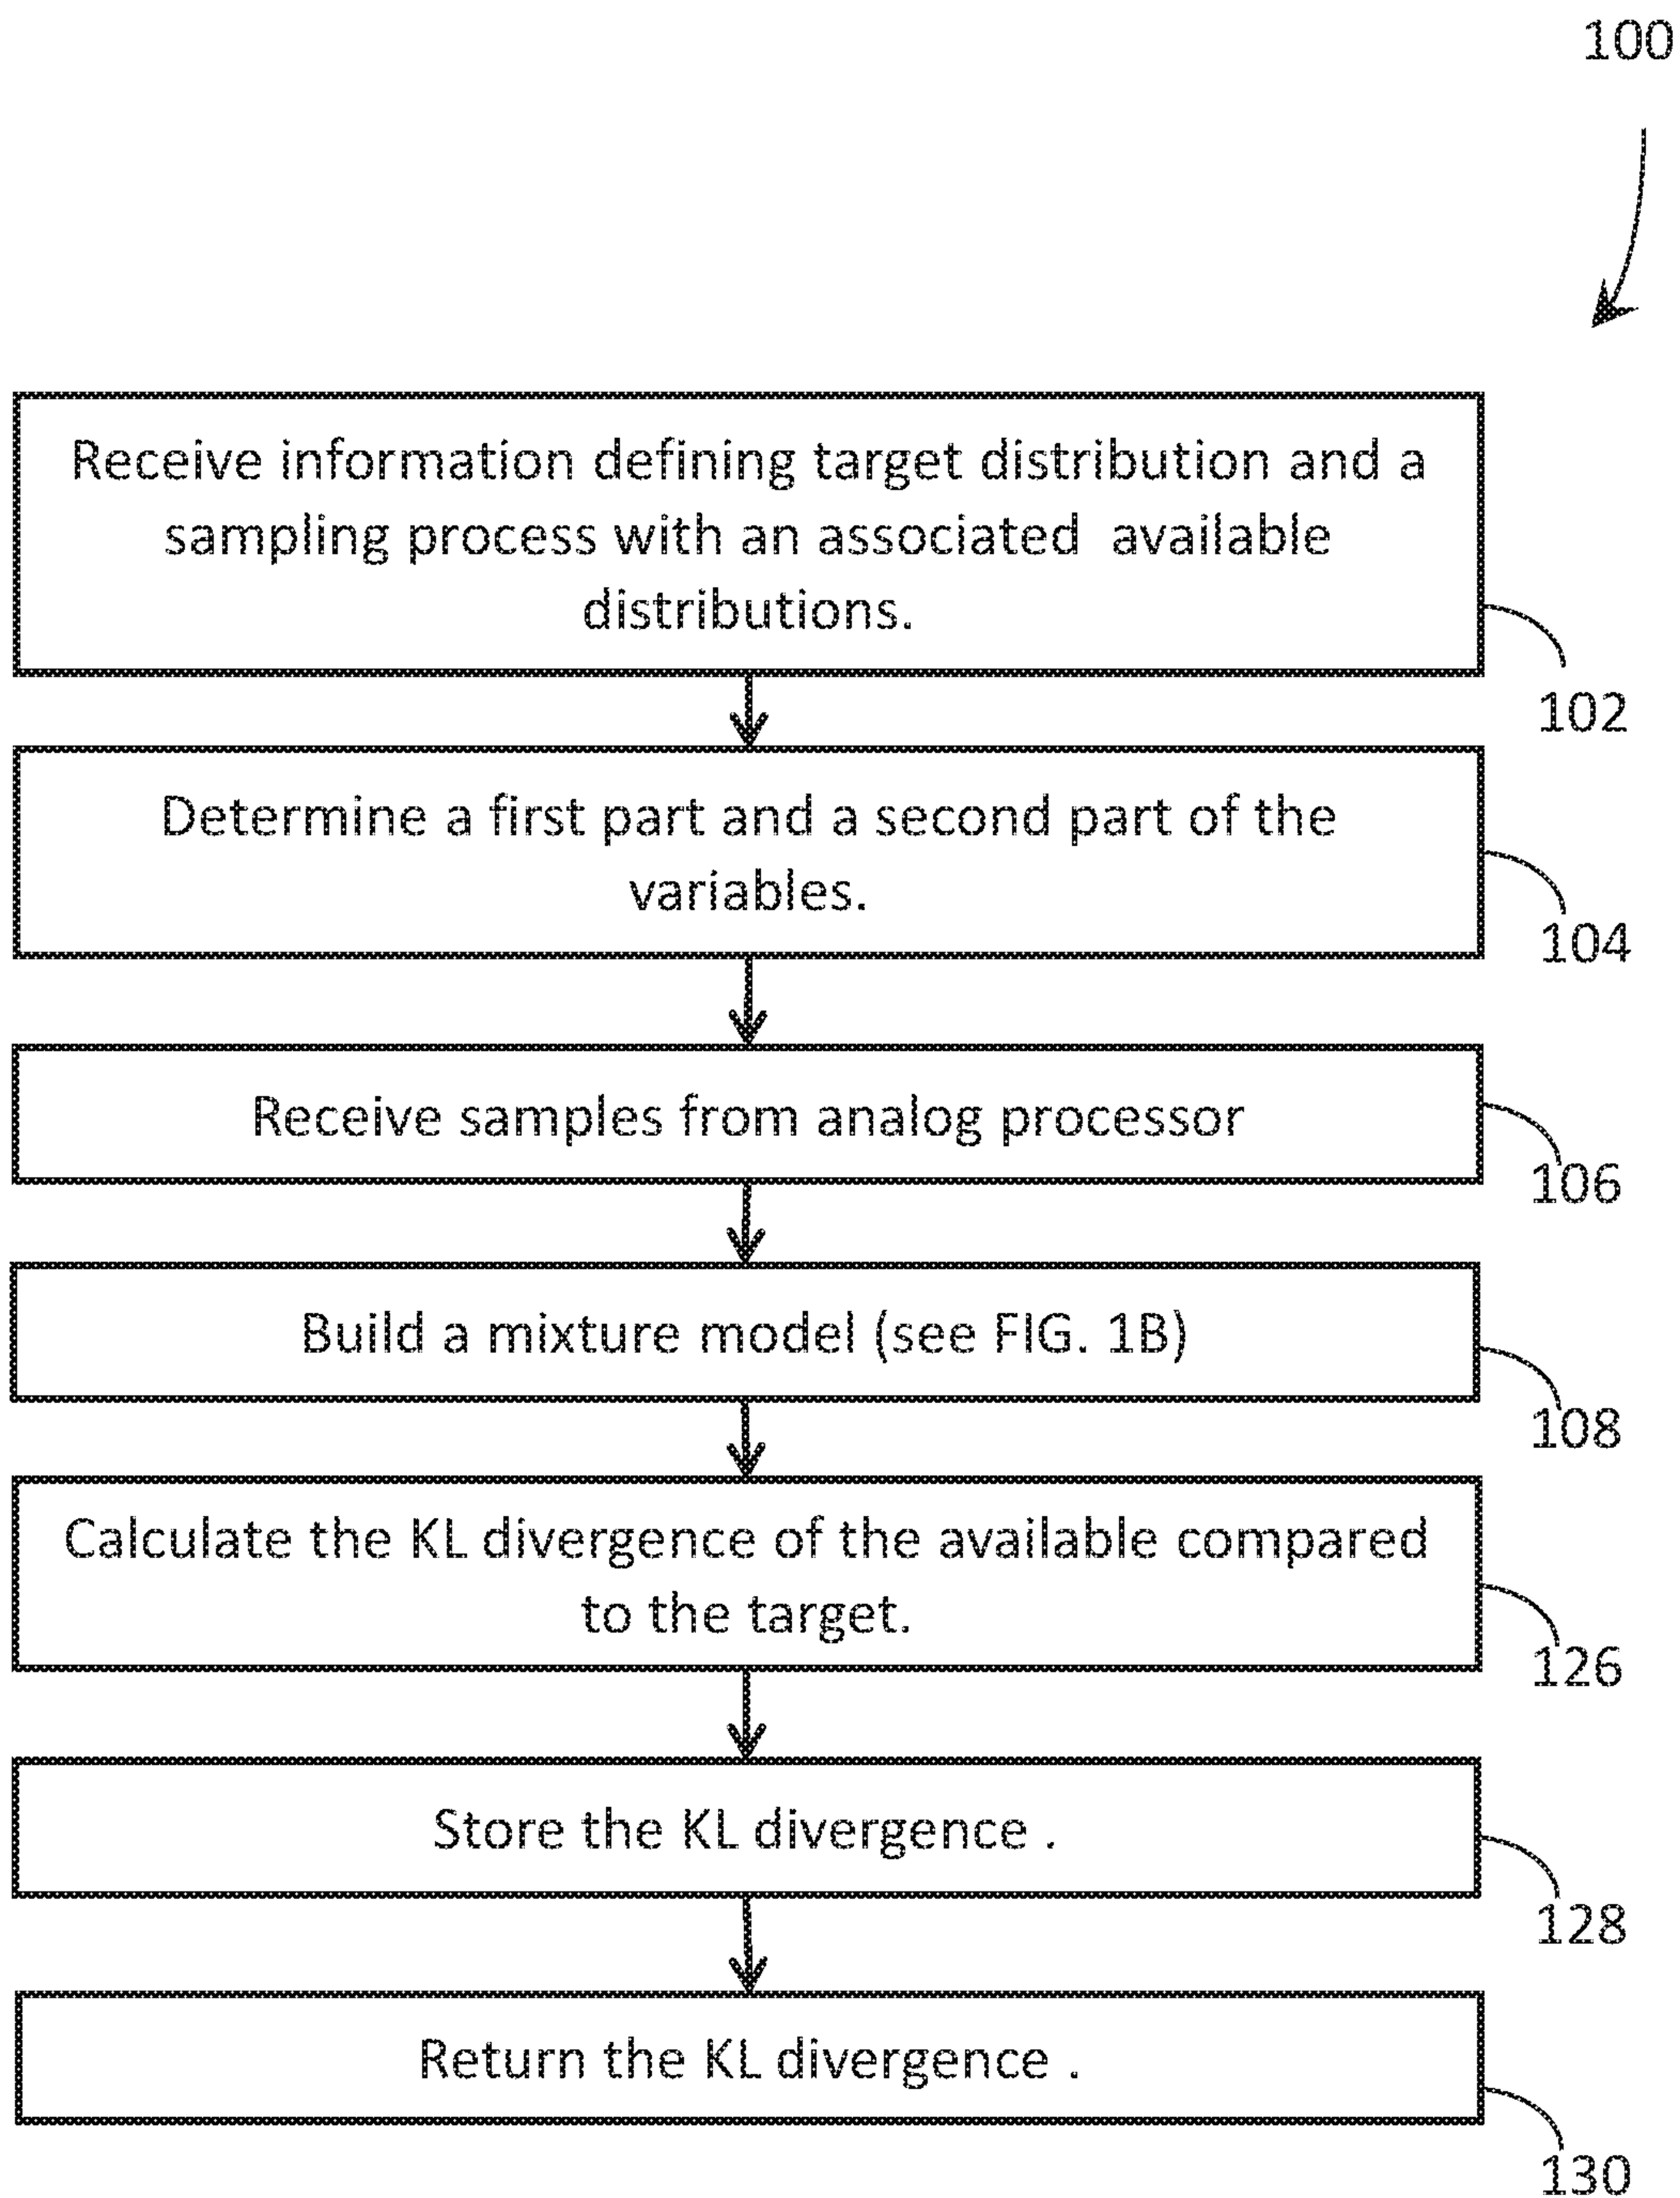 100
Receive information defining target distribution and a
sampling process with an associated available
distributions.
102
Determine a first part and a second part of the
variables.
104
Receive samples from analog processor
106
Build a mixture model (see FIG. 1B)
108
Calculate the KL divergence of the available compared
to the target.
126
Store the KL divergence .
128
Return the KL divergence .
130